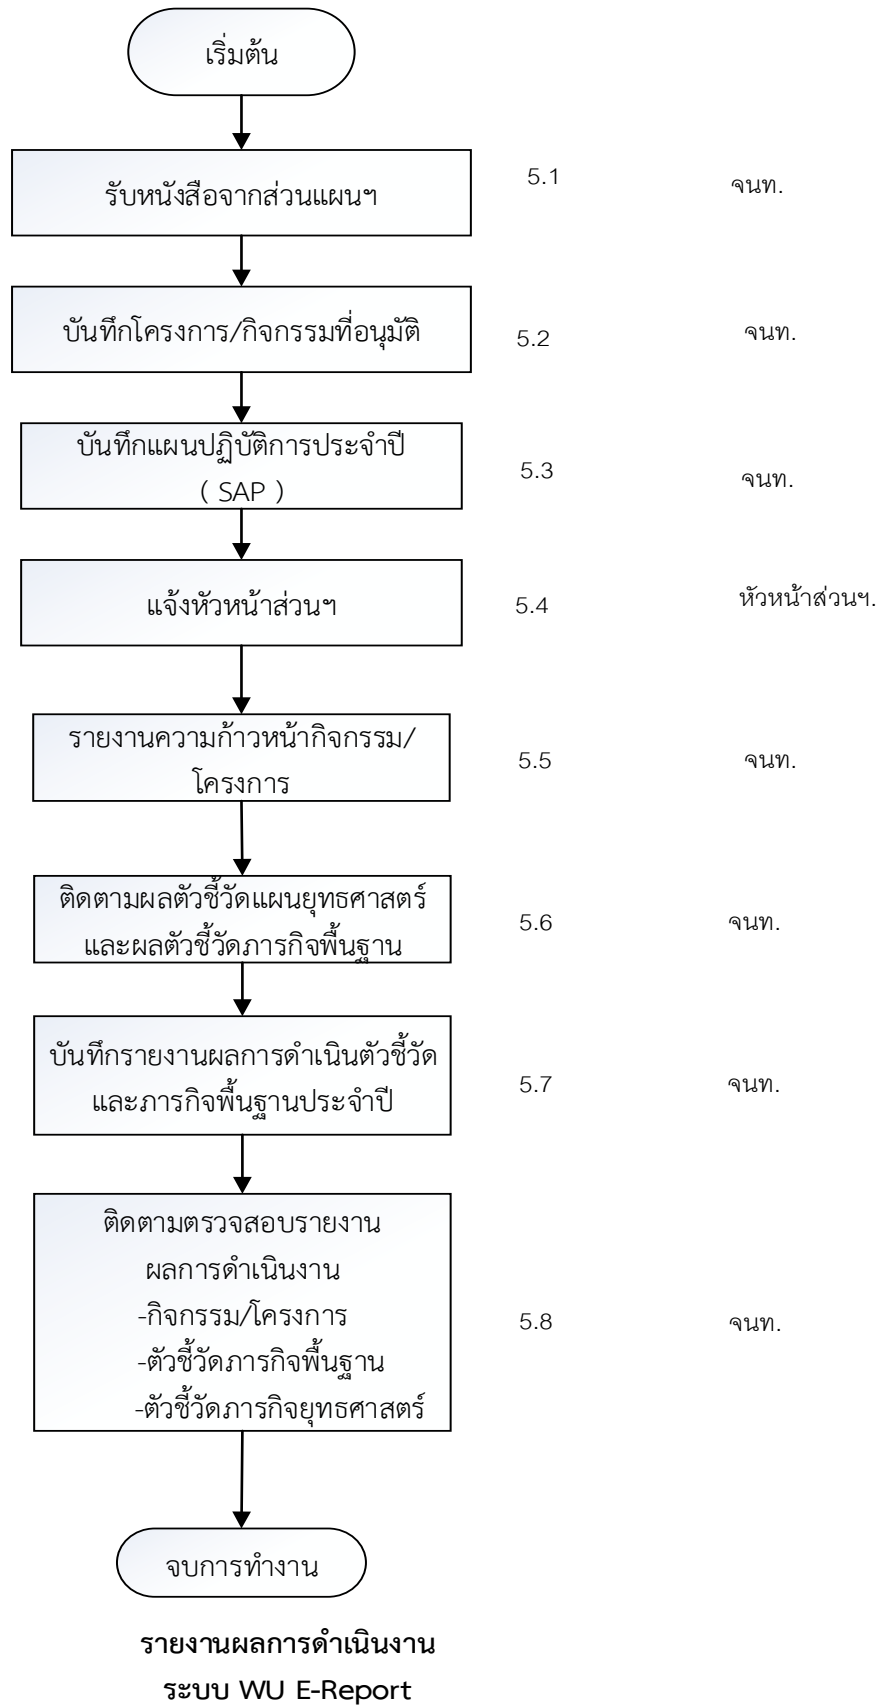 เริ่มต้น
รับหนังสือจากส่วนแผนฯ
5.1
จนท.
บันทึกโครงการ/กิจกรรมที่อนุมัติ
5.2
จนท.
บันทึกแผนปฏิบัติการประจำปี
( SAP )
5.3
จนท.
แจ้งหัวหน้าส่วนฯ
5.4
หัวหน้าส่วนฯ.
รายงานความก้าวหน้ากิจกรรม/
โครงการ
5.5
จนท.
ติดตามผลตัวชี้วัดแผนยุทธศาสตร์
และผลตัวชี้วัดภารกิจพื้นฐาน
5.6
จนท.
บันทึกรายงานผลการดำเนินตัวชี้วัด
และภารกิจพื้นฐานประจำปี
5.7
จนท.
ติดตามตรวจสอบรายงาน
ผลการดำเนินงาน
-กิจกรรม/โครงการ
-ตัวชี้วัดภารกิจพื้นฐาน
-ตัวชี้วัดภารกิจยุทธศาสตร์
5.8
จนท.
จบการทำงาน
รายงานผลการดำเนินงาน
ระบบ WU E-Report